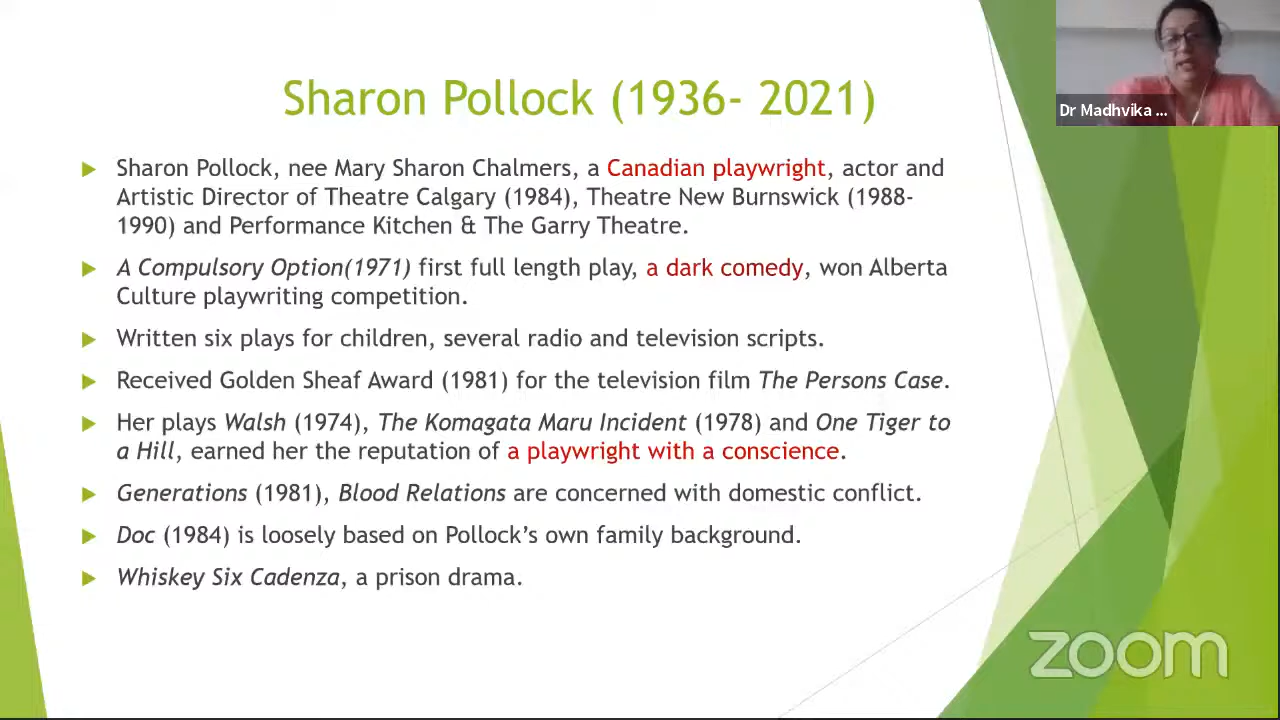 Sharon Pollock (1936- 2021)
Dr Madhvika ...
Sharon Pollock, nee Mary Sharon Chalmers, a Canadian playwright, actor and
Artistic Director of Theatre Calgary (1984), Theatre New Burnswick (1988-
1990) and Performance Kitchen & The Garry Theatre.
A Compulsory Option(1971) first full length play, a dark comedy, won Alberta
Culture playwriting competition.
Written six plays for children, several radio and television scripts.
Received Golden Sheaf Award (1981) for the television film The Persons Case.
Her plays Walsh (1974), The Komagata Maru Incident (1978) and One Tiger to
a Hill, earned her the reputation of a playwright with a conscience.
Generations (1981), Blood Relations are concerned with domestic conflict.
Doc (1984) is loosely based on Pollock’s own family background.
Whiskey Six Cadenza, a prison drama.
zoom